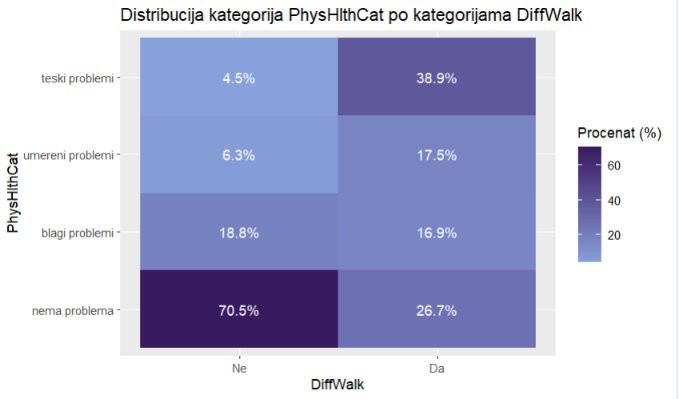 Distribucija kategorija PhysHlthCat po kategorijama DiffWalk
PhysHlthCat
teski problemi 4.5% 38.9%
umereni problemi 6.3% 17.5%
blagi problemi 18.8% 16.9%
nema problema 70.5% 26.7%
Ne Da
DiffWalk
Procenat (%)
60
40
20